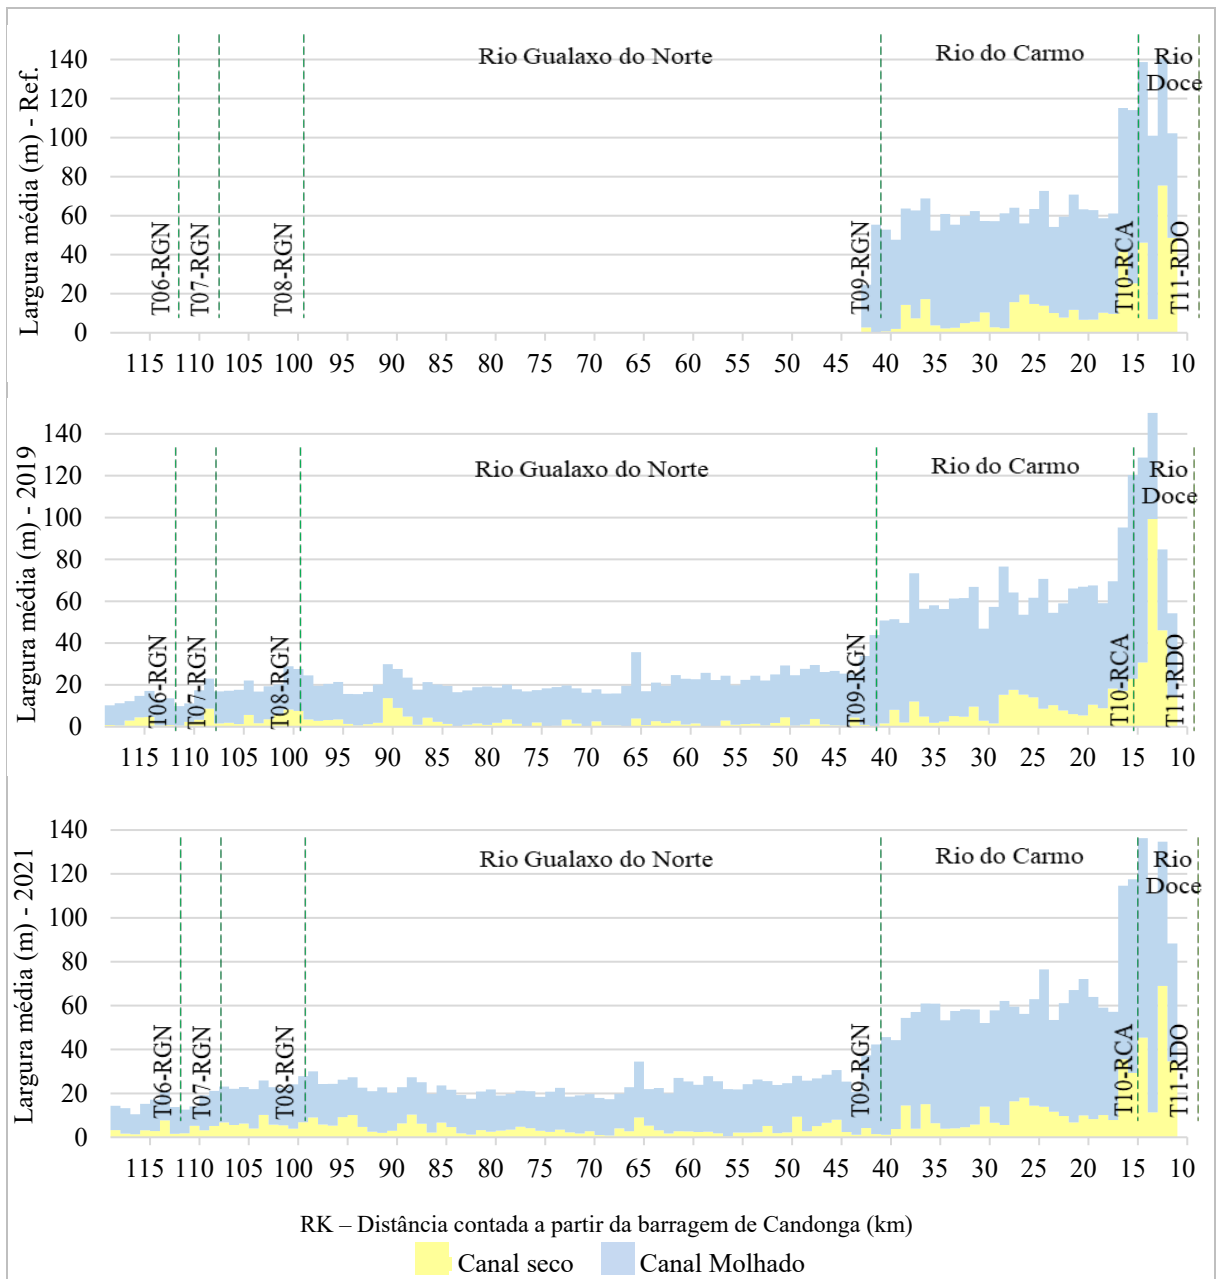 Largura média (m) - Ref.
140
120
100
80
60
40
20
0
Rio Gualaxo do Norte
Rio do Carmo
Rio
Doce
T06-RGN
T07-RGN
T08-RGN
T09-RGN
T10-RCA
T11-RDO
115 110 105 100 95 90 85 80 75 70 65 60 55 50 45 40 35 30 25 20 15 10
Largura média (m) - 2019
140
120
100
80
60
40
20
0
Rio Gualaxo do Norte
Rio do Carmo
Rio
Doce
T06-RGN
T07-RGN
T08-RGN
T09-RGN
T10-RCA
T11-RDO
115 110 105 100 95 90 85 80 75 70 65 60 55 50 45 40 35 30 25 20 15 10
Largura média (m) - 2021
140
120
100
80
60
40
20
0
Rio Gualaxo do Norte
Rio do Carmo
Rio
Doce
T06-RGN
T07-RGN
T08-RGN
T09-RGN
T10-RCA
T11-RDO
115 110 105 100 95 90 85 80 75 70 65 60 55 50 45 40 35 30 25 20 15 10
RK – Distância contada a partir da barragem de Candonga (km)
Canal seco
Canal Molhado